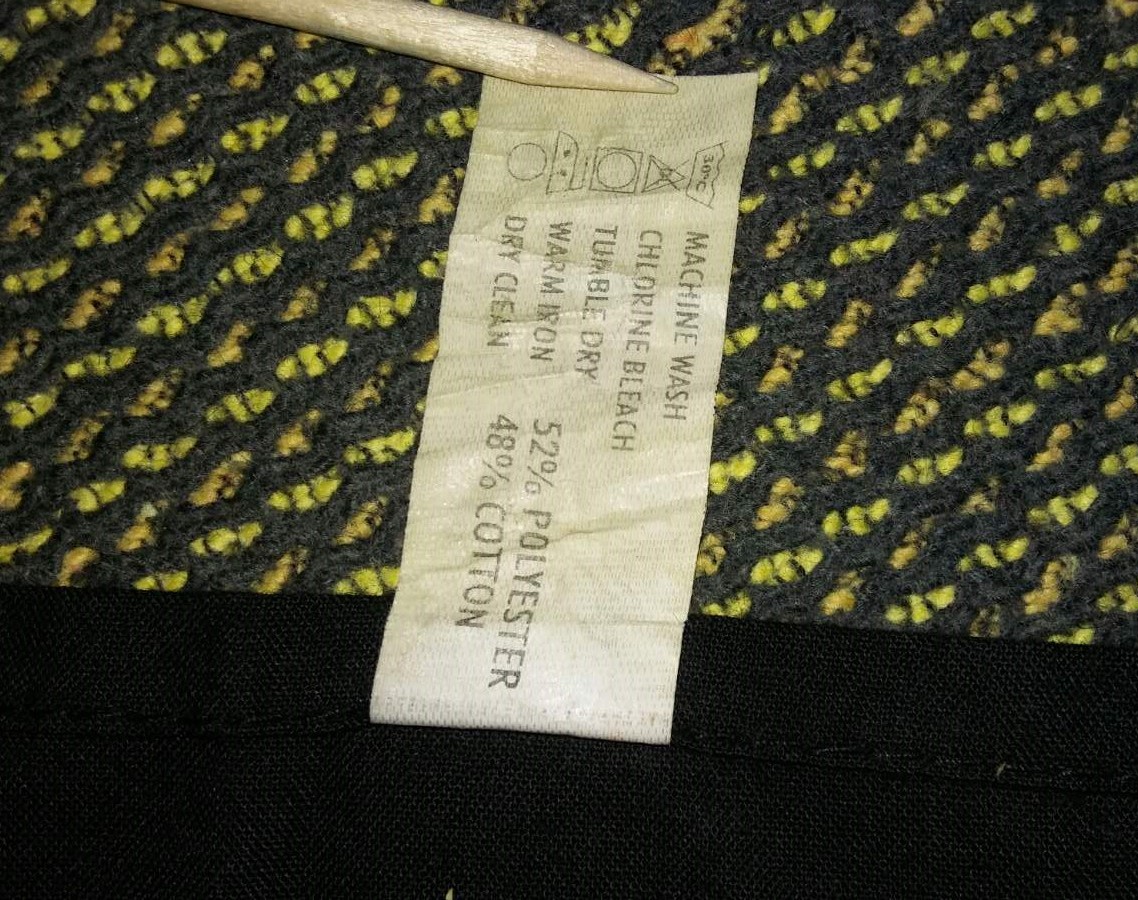 30°C
MACHINE WASH
CHLORINE BLEACH
TUMBLE DRY
WARM IRON
DRY CLEAN
52% POLYESTER
48% COTTON